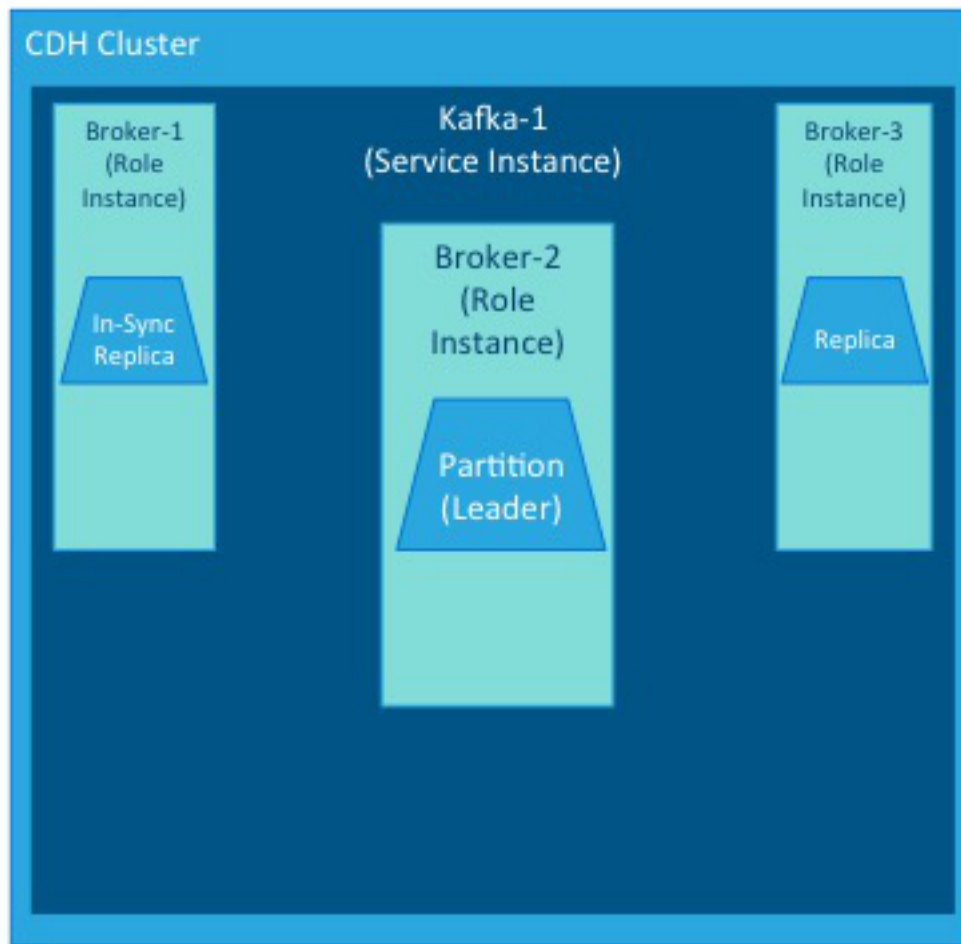 CDH Cluster
Kafka-1
(Service Instance)
Broker-1
(Role
Instance)
In-Sync
Replica
Broker-2
(Role
Instance)
Partition
(Leader)
Broker-3
(Role
Instance)
Replica